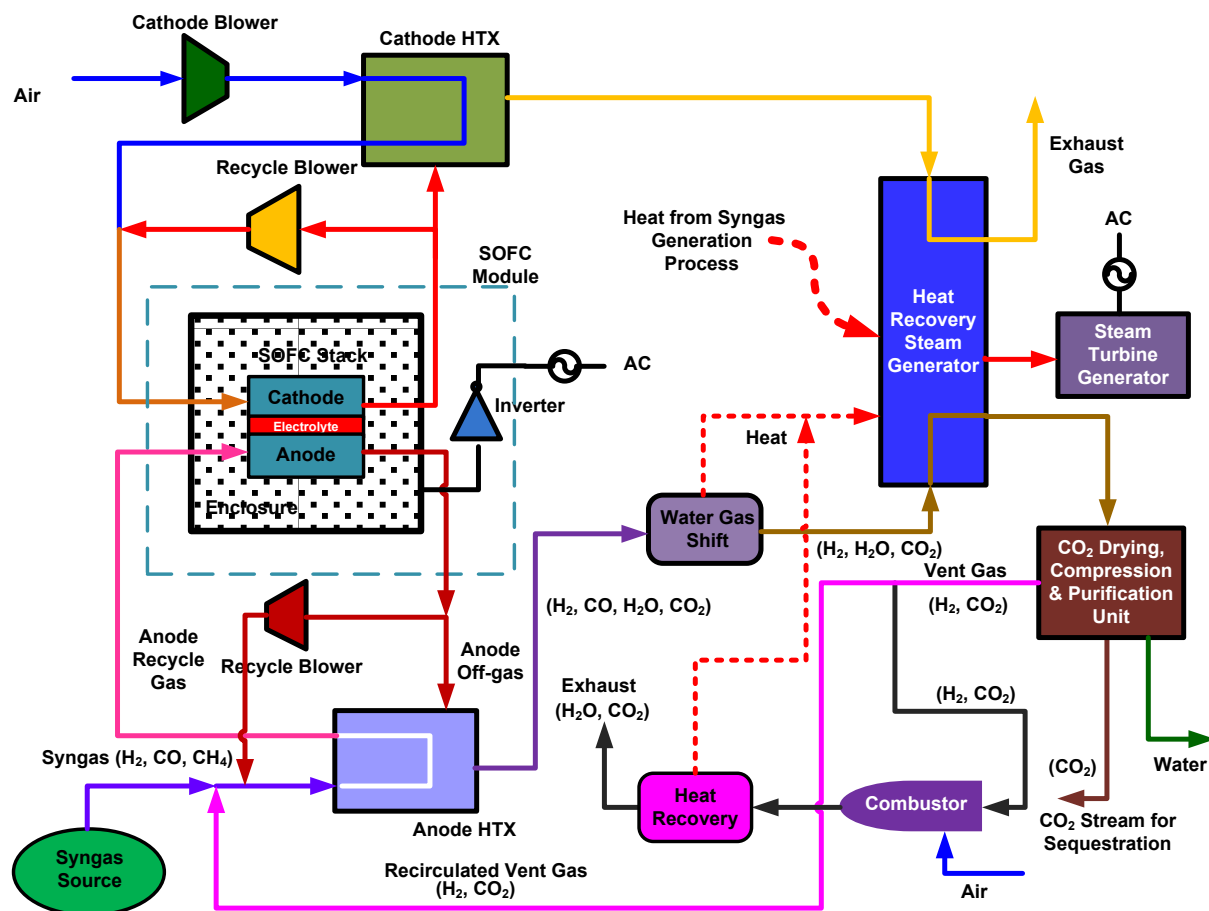 Cathode Blower
Cathode HTX
Air
Recycle Blower
Exhaust
Gas
Heat from Syngas
Generation
Process
AC
SOFC
Module
Heat
Recovery
Steam
Generator
Steam
Turbine
Generator
SOFC Stack
Cathode
Electrolyte
Anode
Enclosure
AC
Inverter
Heat
Water Gas
Shift
(H₂, H₂O, CO₂)
CO₂ Drying,
Compression
& Purification
Unit
Vent Gas
(H₂, CO₂)
(H₂, CO, H₂O, CO₂)
Anode
Recycle
Gas
Recycle Blower
Anode
Off-gas
Exhaust
(H₂O, CO₂)
(H₂, CO₂)
Syngas (H₂, CO, CH₄)
Water
(CO₂)
Heat
Recovery
Combustor
CO₂ Stream for
Sequestration
Anode HTX
Syngas
Source
Recirculated Vent Gas
(H₂, CO₂)
Air